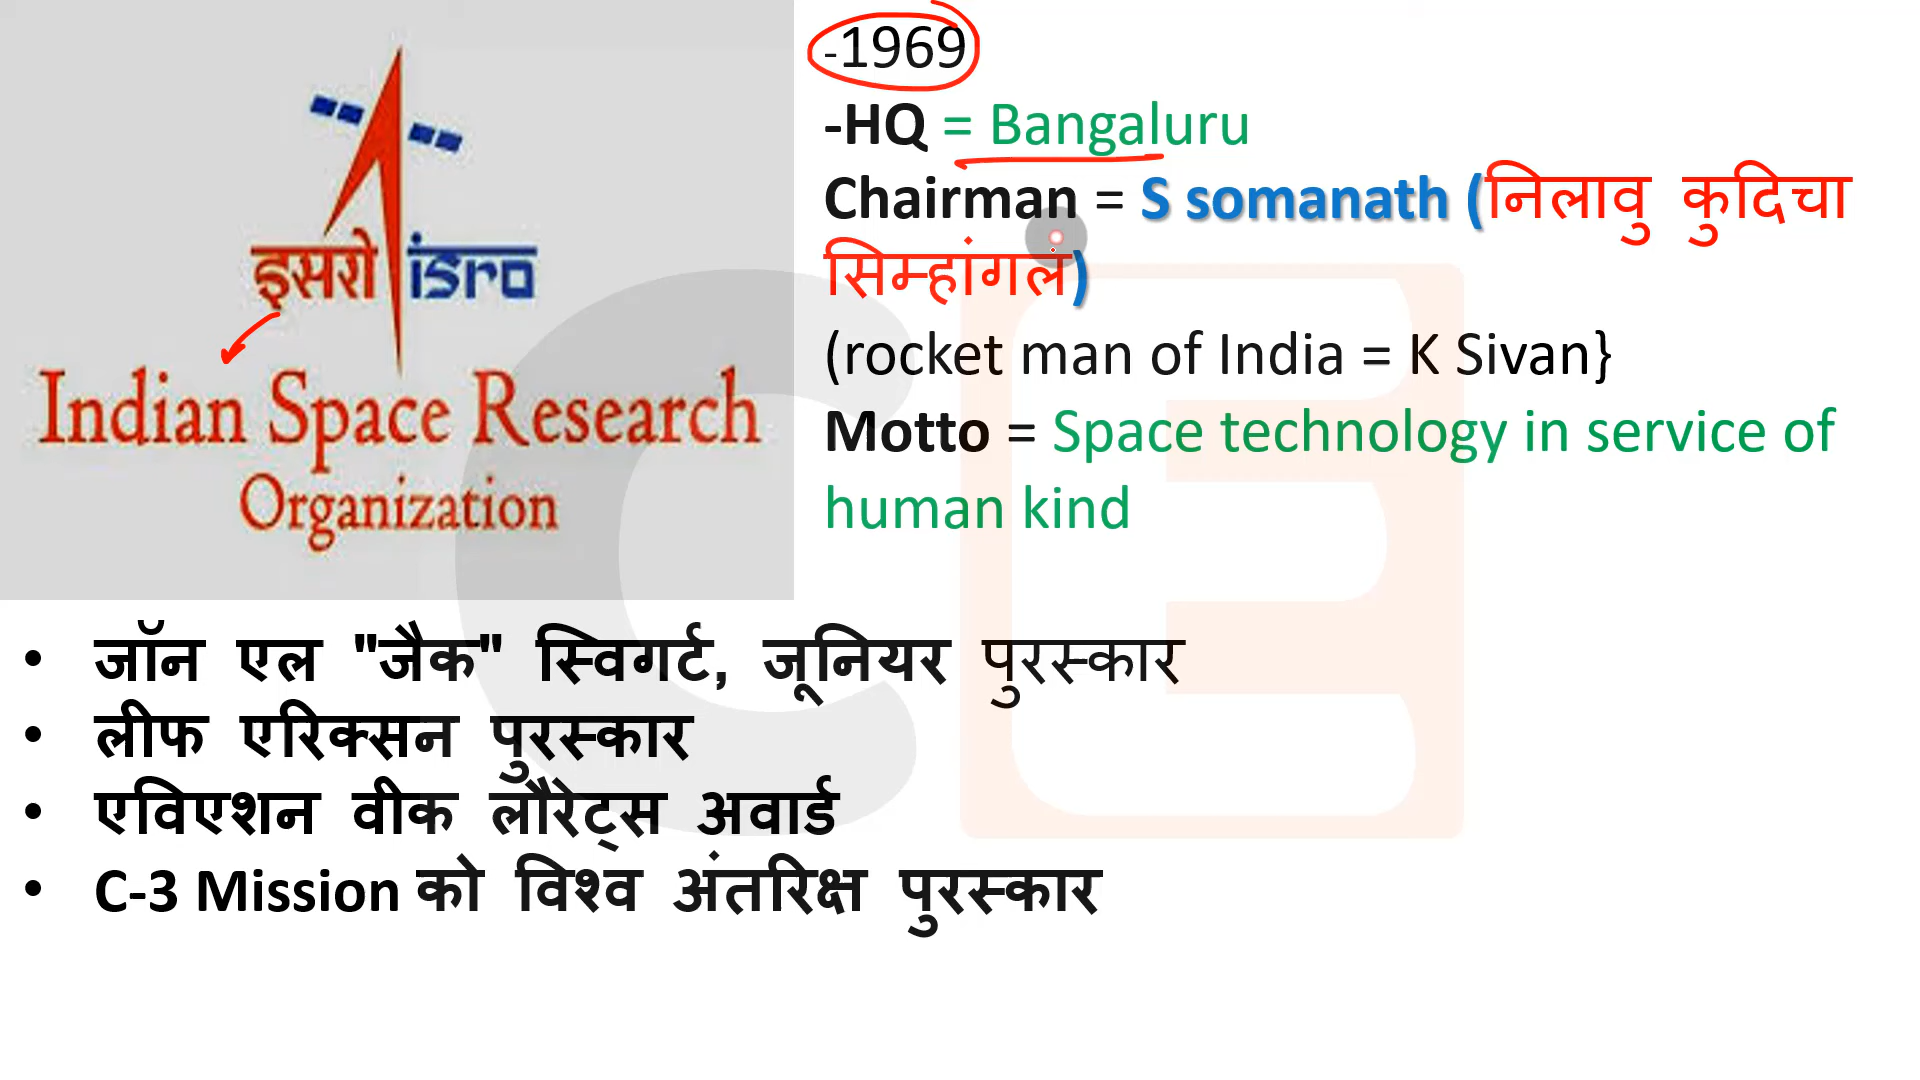 इसरो isro
Indian Space Research
Organization
-1969
-HQ = Bangaluru
Chairman = S somanath (निलावु कुदिचा
सिम्हांगल)
(rocket man of India = K Sivan}
Motto = Space technology in service of
human kind
• जॉन एल "जैक" स्विगर्ट, जूनियर पुरस्कार
• लीफ एरिक्सन पुरस्कार
• एविएशन वीक लौरेट्स अवार्ड
• C-3 Mission को विश्व अंतरिक्ष पुरस्कार
CE